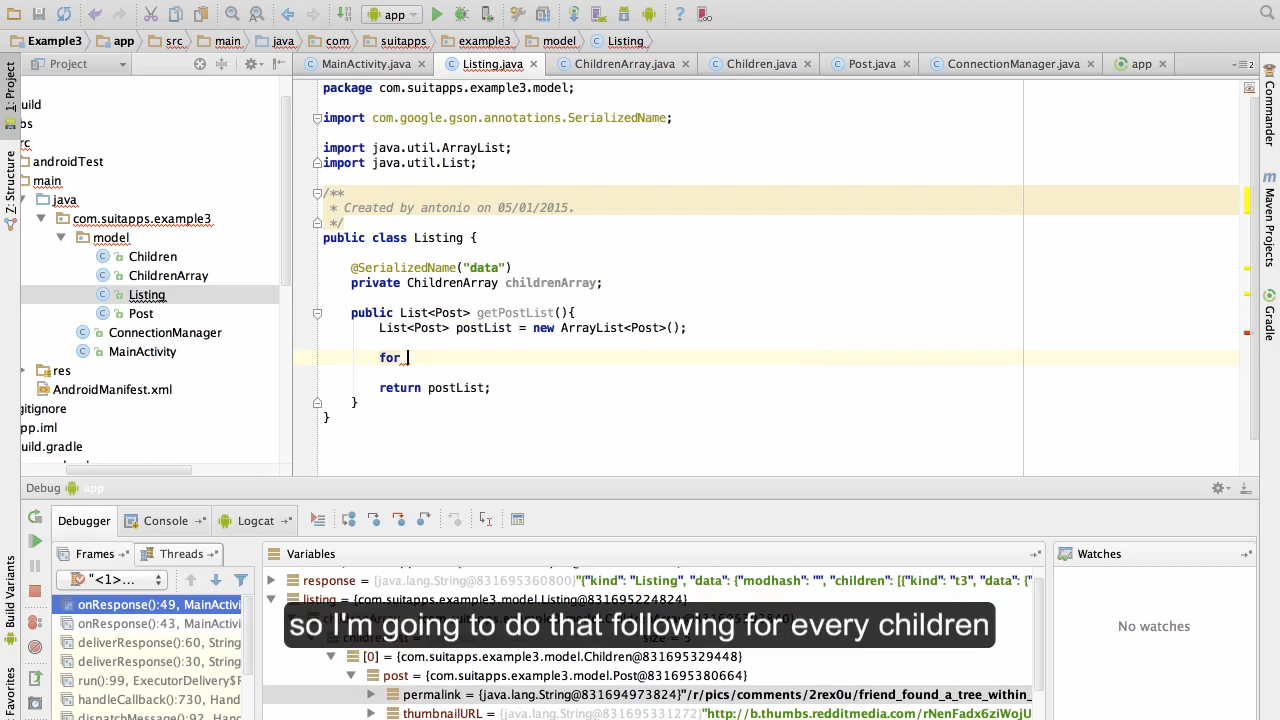 app
Example3 app src main java com suitapps example3 model Listing
1: Project
Z: Structure
Build Variants
Favorites
Project
MainActivity.java Listing.java ChildrenArray.java Children.java Post.java ConnectionManager.java app
uild
bs
rc
androidTest
main
java
com.suitapps.example3
model
Children
ChildrenArray
Listing
Post
ConnectionManager
MainActivity
res
AndroidManifest.xml
gitignore
pp.iml
uild.gradle
package com.suitapps.example3.model;
import com.google.gson.annotations.SerializedName;
import java.util.ArrayList;
import java.util.List;
/**
* Created by antonio on 05/01/2015.
*/
public class Listing {
@SerializedName("data")
private ChildrenArray childrenArray;
public List<Post> getPostList(){
List<Post> postList = new ArrayList<Post>();
for
return postList;
}
}
Commander
Maven Projects
Gradle
Debug app
Debugger Console Logcat
Frames Threads
"<1>...
onResponse():49, MainActivi
onResponse():43, MainActivi
deliverResponse():60, String
deliverResponse():30, String
run():99, ExecutorDelivery$F
handleCallback():730, Hand
dispatchMessage():92, Hand
Variables
response = {java.lang.String@831695360800}"{"kind": "Listing", "data": {"modhash": "", "children": [{"kind": "t3", "data": {
listing = {com.suitapps.example3.model.Listing@831695224824}
so I'm going to do that following for every children
[0] = {com.suitapps.example3.model.Children@831695329448}
post = {com.suitapps.example3.model.Post@831695380664}
permalink = {java.lang.String@831694973824}"/r/pics/comments/2rex0u/friend_found_a_tree_within_
thumbnailURL = {java.lang.String@831695331272}"http://b.thumbs.redditmedia.com/rNenFadx6ziWojU
Watches
No watches